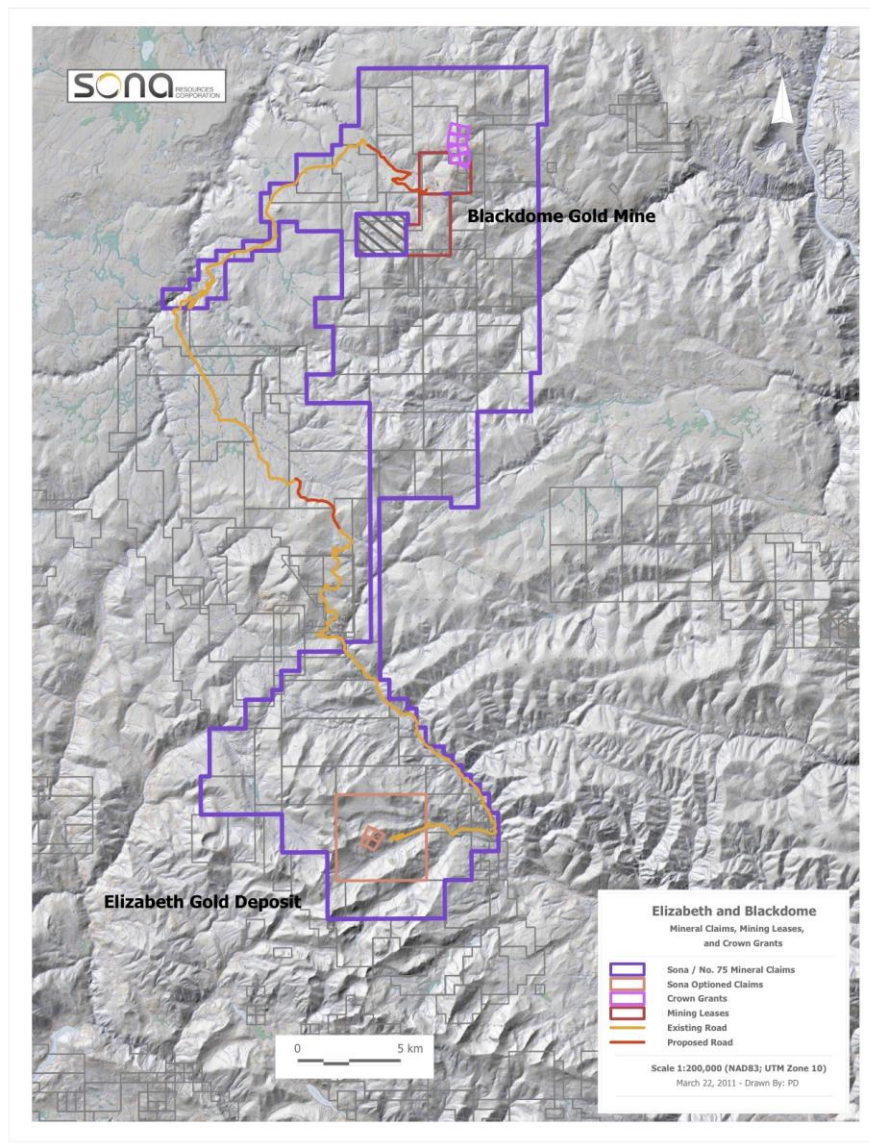 sona RESOURCES
CORPORATION
Blackdome Gold Mine
Elizabeth Gold Deposit
0 5 km
Elizabeth and Blackdome
Mineral Claims, Mining Leases,
and Crown Grants
Sona / No. 75 Mineral Claims
Sona Optioned Claims
Crown Grants
Mining Leases
Existing Road
Proposed Road
Scale 1:200,000 (NAD83; UTM Zone 10)
March 22, 2011 - Drawn By: PD